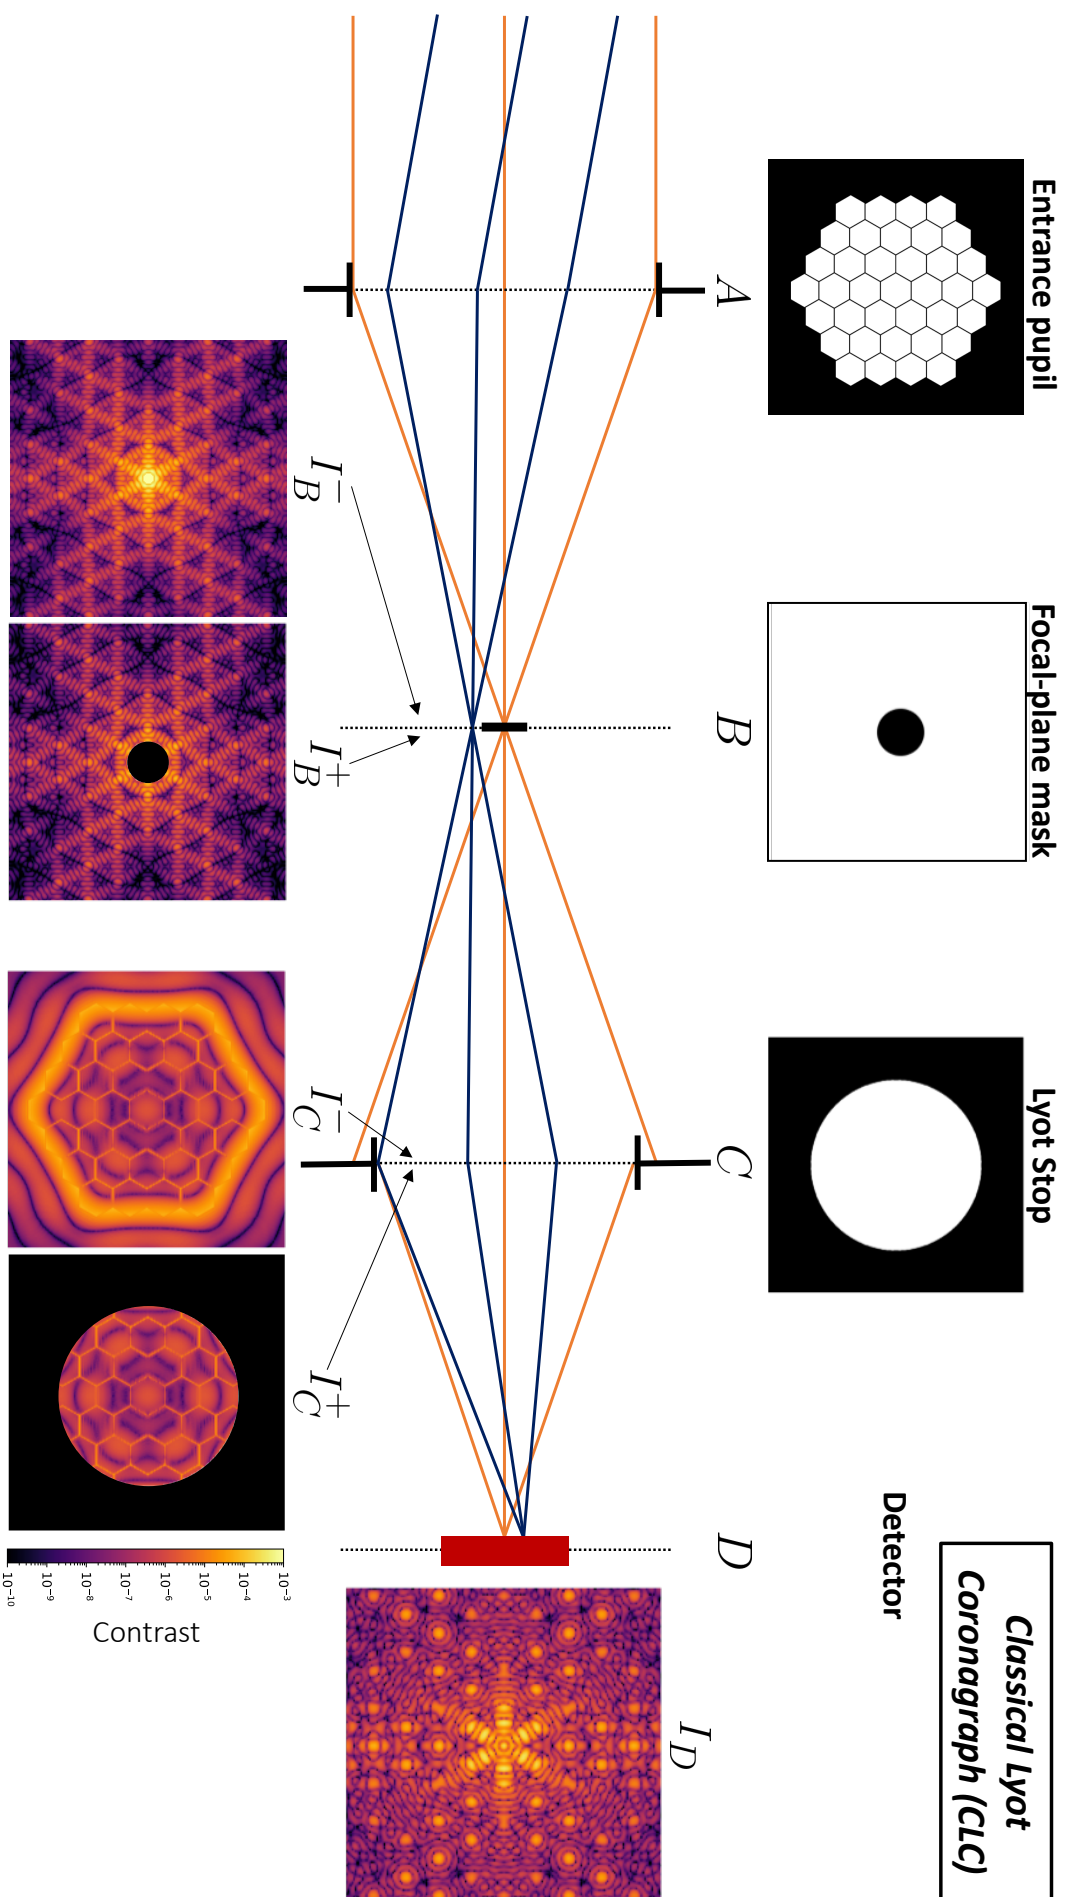 Classical Lyot
Coronagraph (CLC)
Entrance pupil
Focal-plane mask
Lyot Stop
Detector
A
B
C
D
I_B^-
I_B^+
I_C^-
I_C^+
I_D
10^-10 10^-9 10^-8 10^-7 10^-6 10^-5 10^-4 10^-3
Contrast